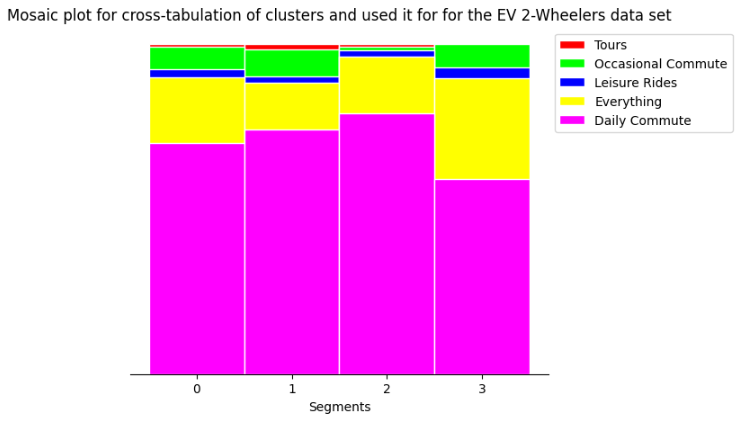 Mosaic plot for cross-tabulation of clusters and used it for for the EV 2-Wheelers data set
Tours
Occasional Commute
Leisure Rides
Everything
Daily Commute
0 1 2 3
Segments